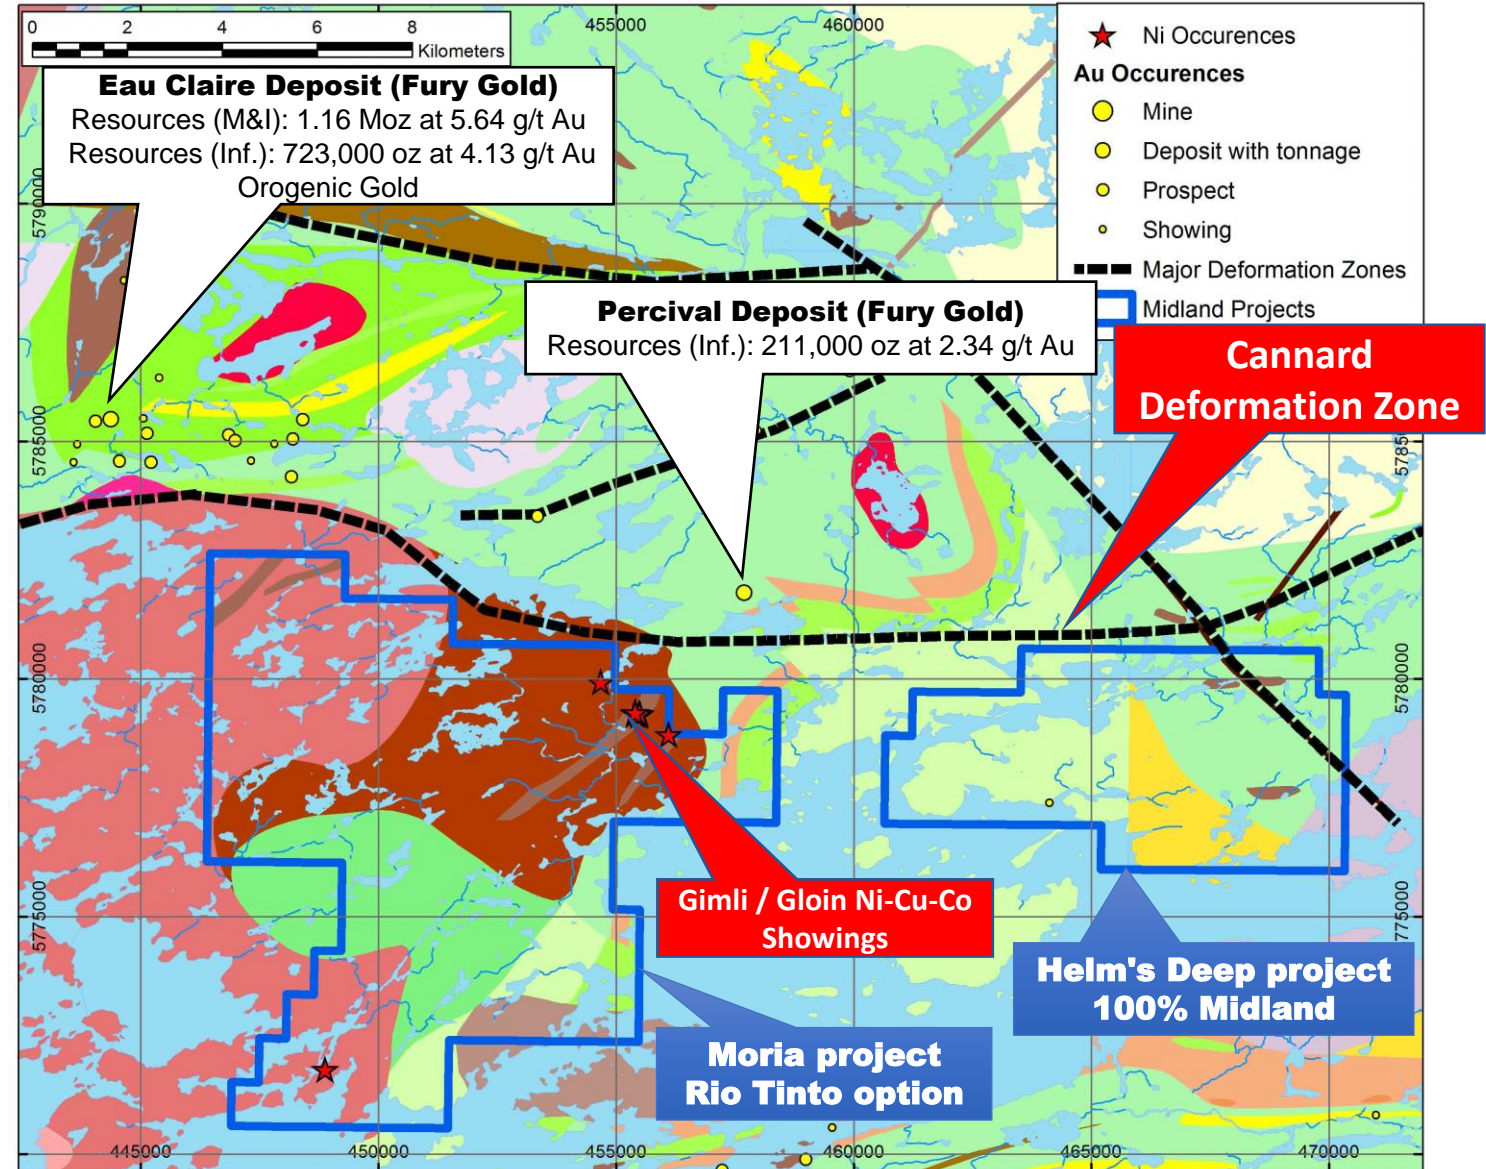 0 2 4 6 8
Kilometers
455000 460000
Eau Claire Deposit (Fury Gold)
Resources (M&I): 1.16 Moz at 5.64 g/t Au
Resources (Inf.): 723,000 oz at 4.13 g/t Au
Orogenic Gold
Ni Occurences
Au Occurences
Mine
Deposit with tonnage
Prospect
Showing
Major Deformation Zones
Midland Projects
5790000
Percival Deposit (Fury Gold)
Resources (Inf.): 211,000 oz at 2.34 g/t Au
Cannard
Deformation Zone
5785000
5780000
5780000
Gimli / Gloin Ni-Cu-Co
Showings
5775000
Helm's Deep project
100% Midland
Moria project
Rio Tinto option
445000 450000 455000 460000 465000 470000